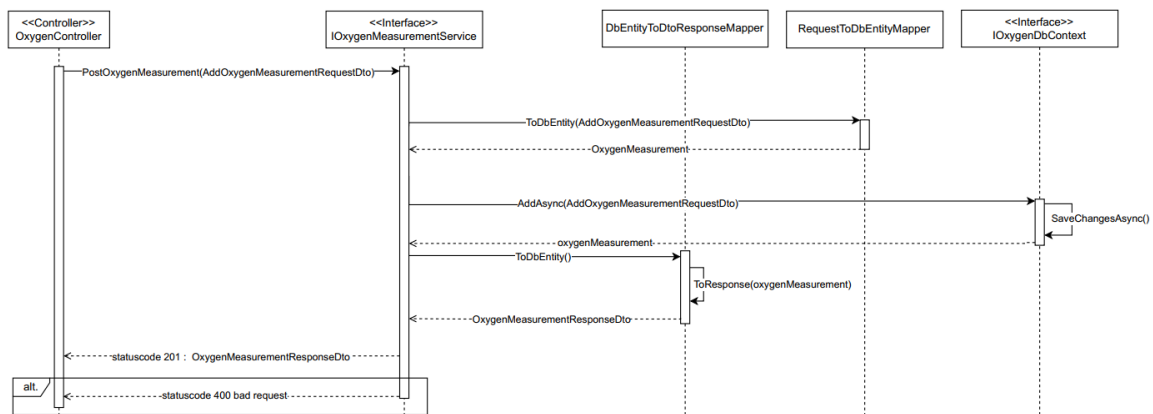 <<Controller>>
OxygenController
<<Interface>>
IOxygenMeasurementService
DbEntityToDtoResponseMapper
RequestToDbEntityMapper
<<Interface>>
IOxygenDbContext
PostOxygenMeasurement(AddOxygenMeasurementRequestDto)
ToDbEntity(AddOxygenMeasurementRequestDto)
OxygenMeasurement
AddAsync(AddOxygenMeasurementRequestDto)
SaveChangesAsync()
oxygenMeasurement
ToDbEntity()
ToResponse(oxygenMeasurement)
OxygenMeasurementResponseDto
statuscode 201 : OxygenMeasurementResponseDto
alt.
statuscode 400 bad request